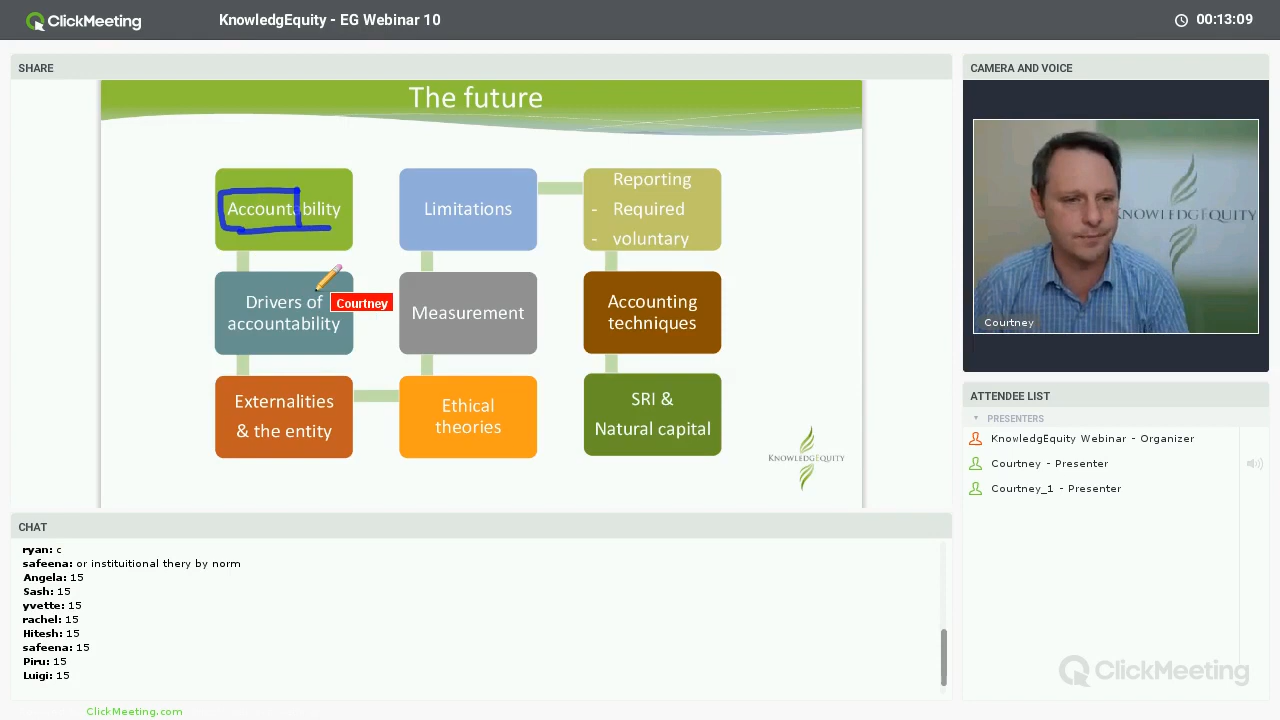 ClickMeeting
KnowledgEquity - EG Webinar 10
00:13:09
SHARE
The future
Accountability
Limitations
Reporting
- Required
- voluntary
Drivers of
accountability
Courtney
Measurement
Accounting
techniques
Externalities
& the entity
Ethical
theories
SRI &
Natural capital
KNOWLEDGEQUITY
CAMERA AND VOICE
KNOWLEDGEQUITY
Courtney
ATTENDEE LIST
PRESENTERS
KnowledgEquity Webinar - Organizer
Courtney - Presenter
Courtney_1 - Presenter
CHAT
ryan: c
safeena: or instituitional thery by norm
Angela: 15
Sash: 15
yvette: 15
rachel: 15
Hitesh: 15
safeena: 15
Piru: 15
Luigi: 15
ClickMeeting
ClickMeeting.com